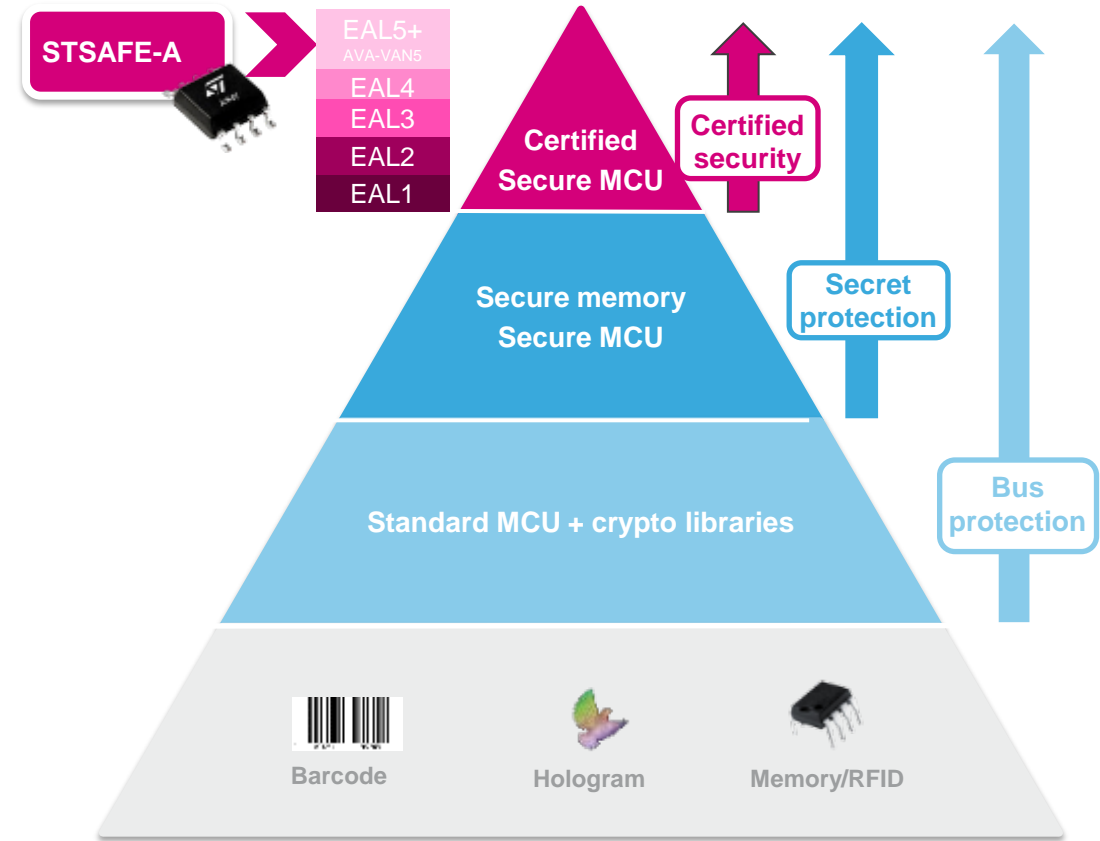 STSAFE-A
EAL5+
AVA-VAN5
EAL4
EAL3
EAL2
EAL1
Certified
Secure MCU
Certified
security
Secure memory
Secure MCU
Secret
protection
Standard MCU + crypto libraries
Bus
protection
Barcode
Hologram
Memory/RFID